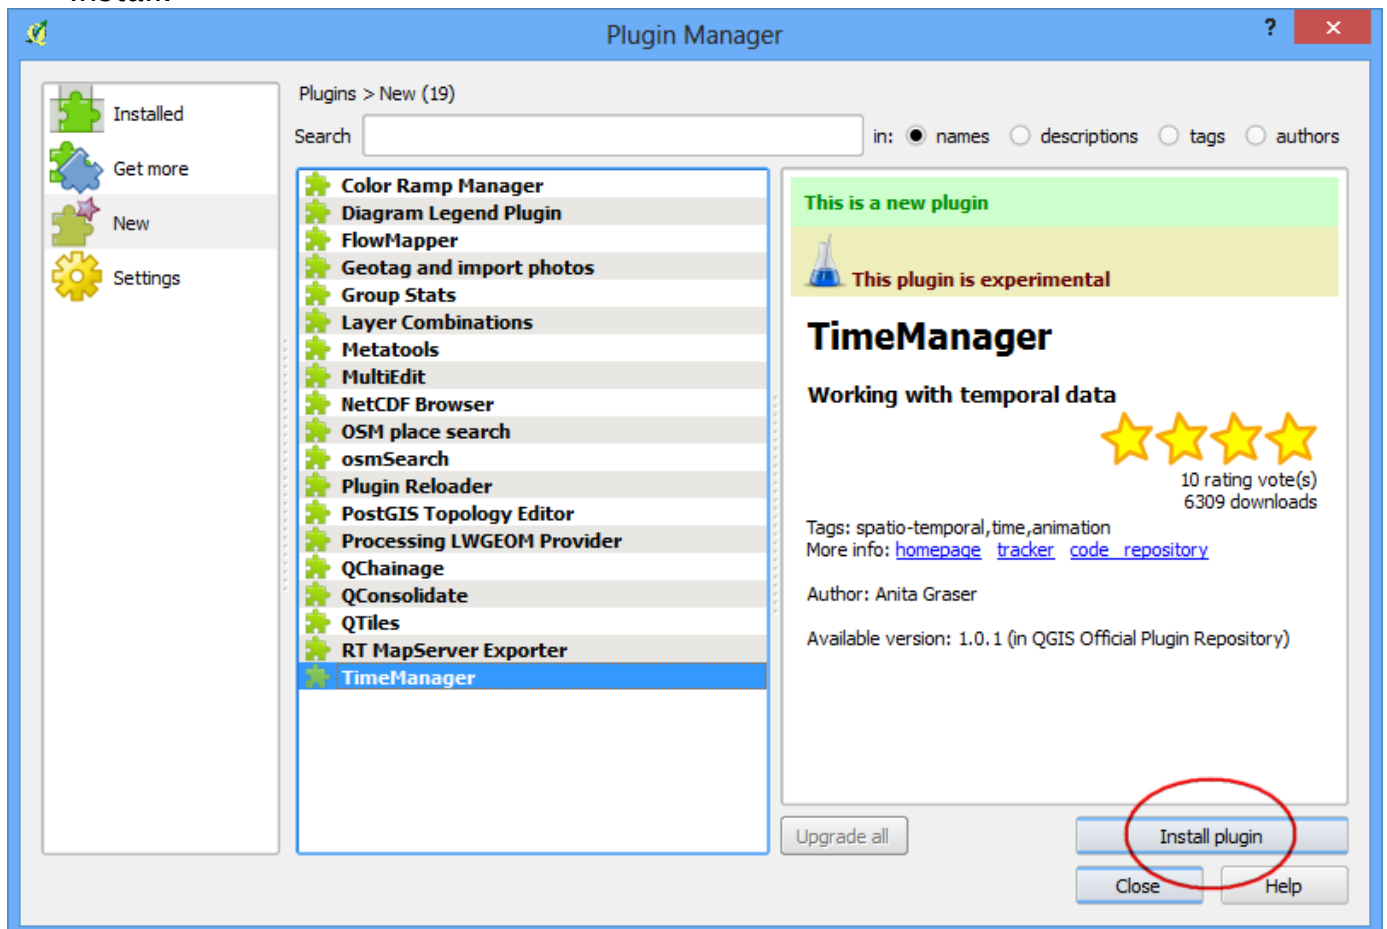 Plugin Manager
?
Installed
Get more
New
Settings
Plugins > New (19)
Search
in: names descriptions tags authors
Color Ramp Manager
Diagram Legend Plugin
FlowMapper
Geotag and import photos
Group Stats
Layer Combinations
Metatools
MultiEdit
NetCDF Browser
OSM place search
osmSearch
Plugin Reloader
PostGIS Topology Editor
Processing LWGEOM Provider
QChainage
QConsolidate
QTiles
RT MapServer Exporter
TimeManager
This is a new plugin
This plugin is experimental
TimeManager
Working with temporal data
10 rating vote(s)
6309 downloads
Tags: spatio-temporal,time,animation
More info: homepage tracker code_repository
Author: Anita Graser
Available version: 1.0.1 (in QGIS Official Plugin Repository)
Upgrade all
Install plugin
Close
Help